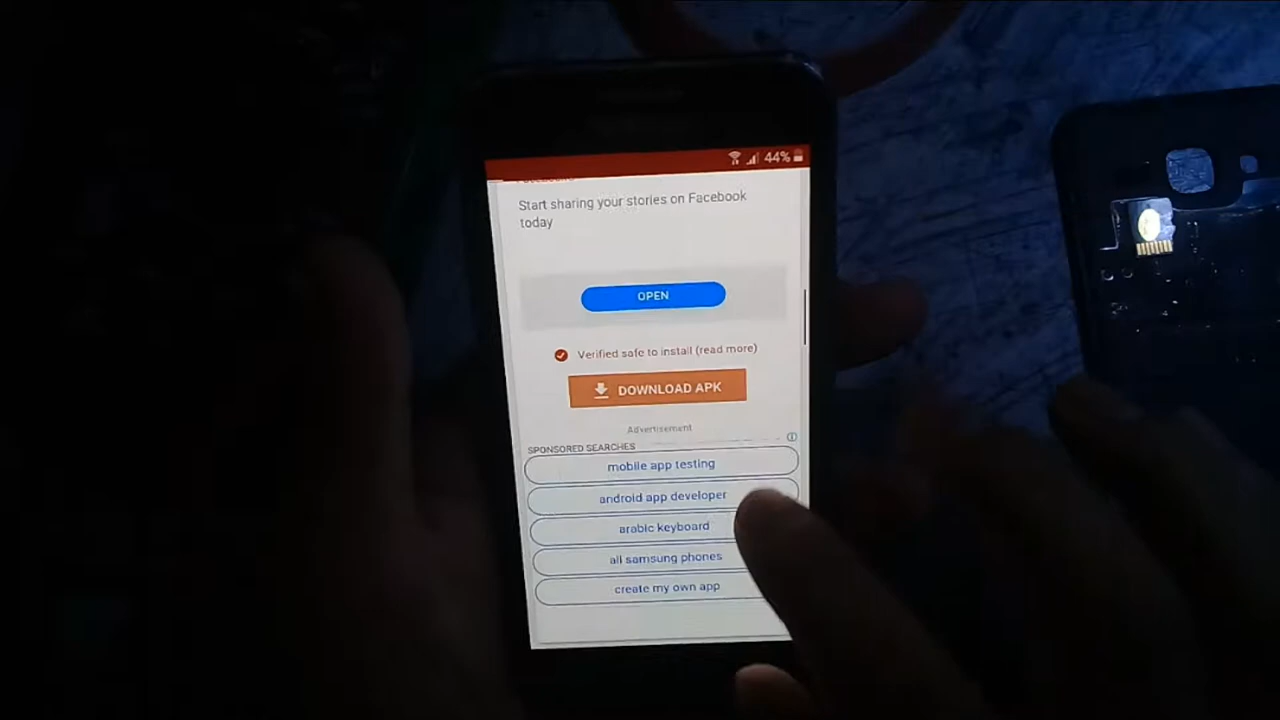 44%
Start sharing your stories on Facebook
today
OPEN
Verified safe to install (read more)
DOWNLOAD APK
Advertisement
SPONSORED SEARCHES
mobile app testing
android app developer
arabic keyboard
all samsung phones
create my own app